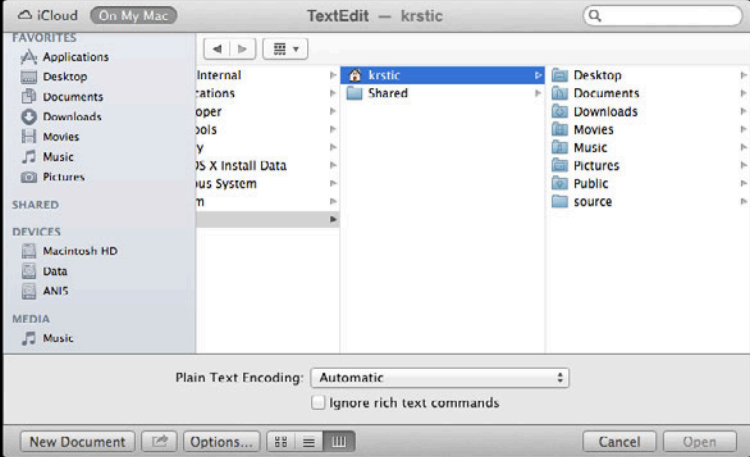 iCloud On My Mac TextEdit — krstic
FAVORITES
Applications
Desktop
Documents
Downloads
Movies
Music
Pictures
SHARED
DEVICES
Macintosh HD
Data
ANI5
MEDIA
Music
Internal
cations
oper
ools
y
OS X Install Data
ous System
m
krstic
Shared
Desktop
Documents
Downloads
Movies
Music
Pictures
Public
source
Plain Text Encoding: Automatic
Ignore rich text commands
New Document Options... Cancel Open